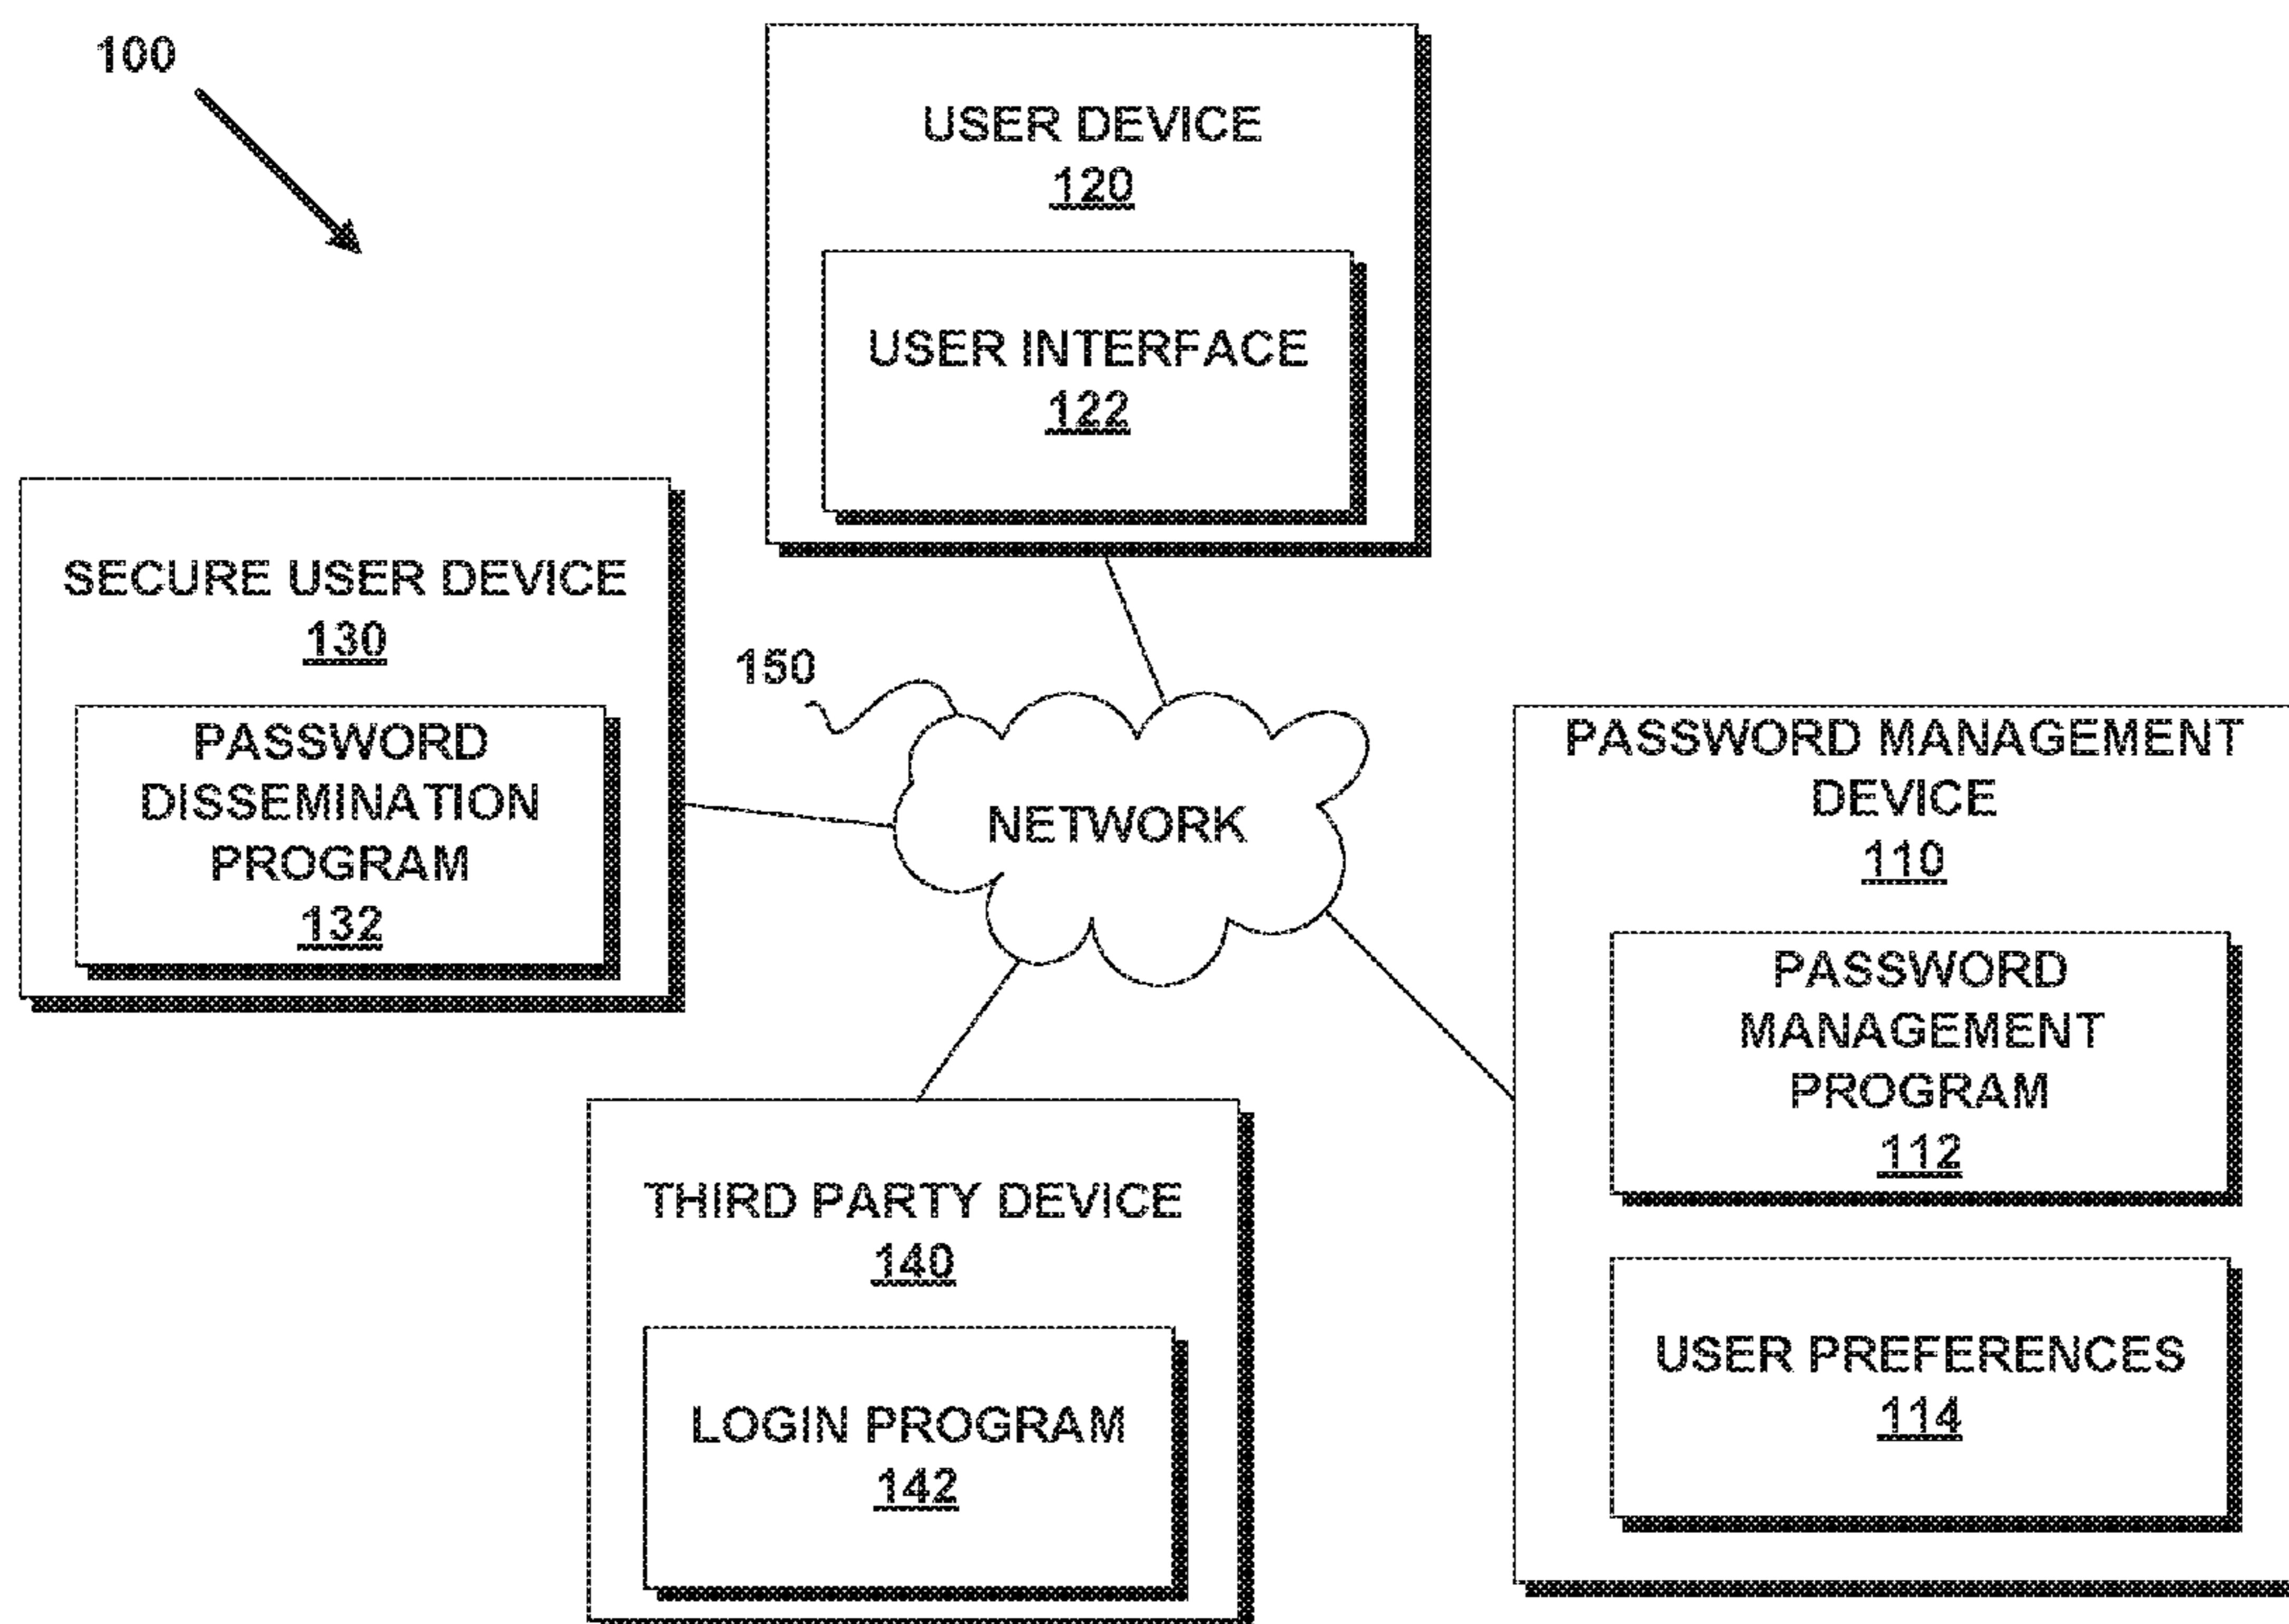 100
USER DEVICE
120
USER INTERFACE
122
SECURE USER DEVICE
130
PASSWORD
DISSEMINATION
PROGRAM
132
150
NETWORK
PASSWORD MANAGEMENT
DEVICE
110
PASSWORD
MANAGEMENT
PROGRAM
112
USER PREFERENCES
114
THIRD PARTY DEVICE
140
LOGIN PROGRAM
142